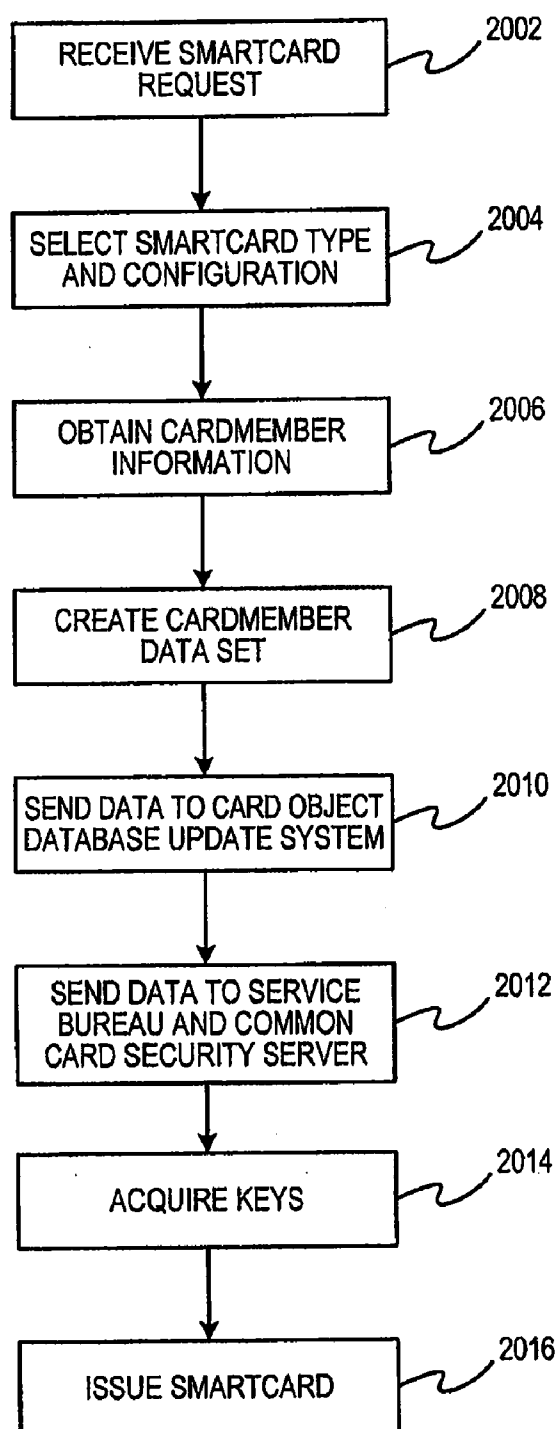 RECEIVE SMARTCARD
REQUEST
2002
SELECT SMARTCARD TYPE
AND CONFIGURATION
2004
OBTAIN CARDMEMBER
INFORMATION
2006
CREATE CARDMEMBER
DATA SET
2008
SEND DATA TO CARD OBJECT
DATABASE UPDATE SYSTEM
2010
SEND DATA TO SERVICE
BUREAU AND COMMON
CARD SECURITY SERVER
2012
ACQUIRE KEYS
2014
ISSUE SMARTCARD
2016